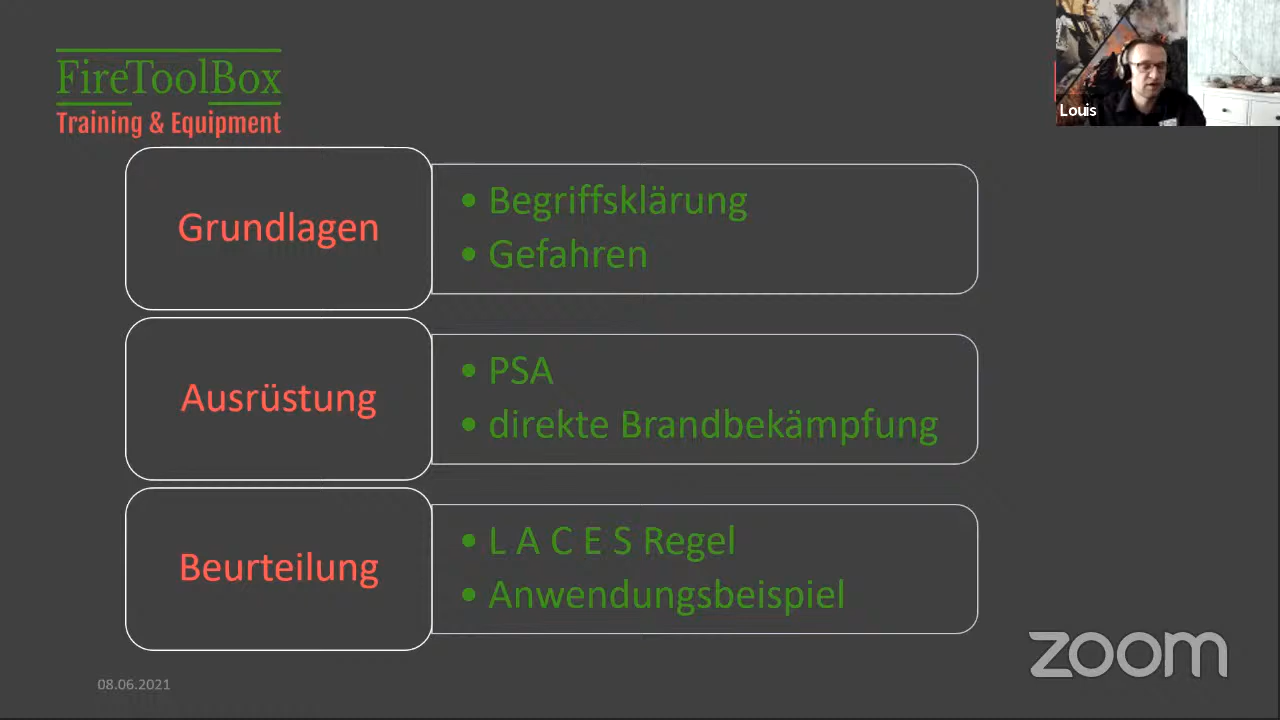 FireToolBox
Training & Equipment
Louis
Grundlagen
• Begriffsklärung
• Gefahren
Ausrüstung
• PSA
• direkte Brandbekämpfung
Beurteilung
• L A C E S Regel
• Anwendungsbeispiel
08.06.2021
zoom